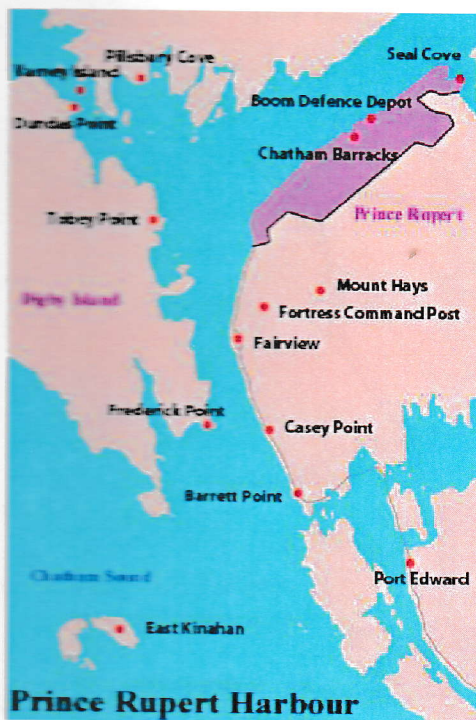 Seal Cove
Pillsbury Cove
Varney Island
Boom Defence Depot
Dundas Point
Chatham Barracks
Prince Rupert
Tobey Point
Mount Hays
Digby Island
Fortress Command Post
Fairview
Frederick Point
Casey Point
Barrett Point
Chatham Sound
Port Edward
East Kinahan
Prince Rupert Harbour